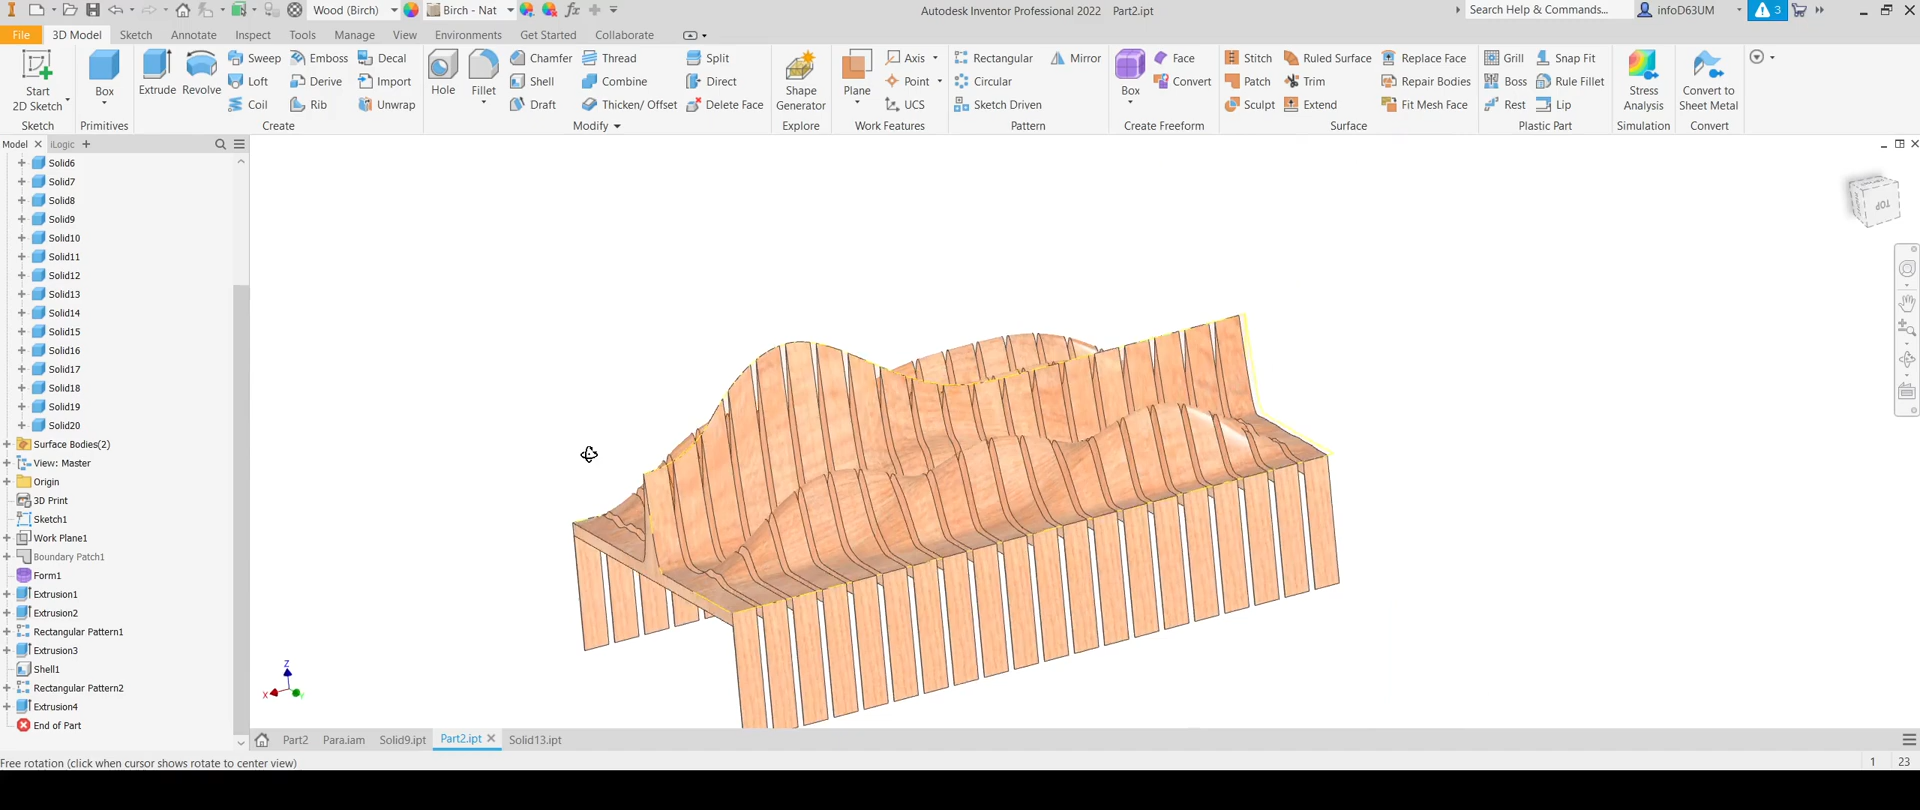 Wood (Birch)
Birch - Nat
fx
Autodesk Inventor Professional 2022 Part2.ipt
Search Help & Commands...
infoD63UM
3
File
3D Model
Sketch
Annotate
Inspect
Tools
Manage
View
Environments
Get Started
Collaborate
Start
2D Sketch
Box
Extrude
Revolve
Sweep
Emboss
Decal
Loft
Derive
Import
Coil
Rib
Unwrap
Hole
Fillet
Chamfer
Thread
Split
Shell
Combine
Direct
Draft
Thicken/ Offset
Delete Face
Shape
Generator
Plane
Axis
Point
UCS
Rectangular
Mirror
Circular
Sketch Driven
Box
Face
Convert
Stitch
Ruled Surface
Replace Face
Patch
Trim
Repair Bodies
Sculpt
Extend
Fit Mesh Face
Grill
Snap Fit
Boss
Rule Fillet
Rest
Lip
Stress
Analysis
Convert to
Sheet Metal
Sketch
Primitives
Create
Modify
Explore
Work Features
Pattern
Create Freeform
Surface
Plastic Part
Simulation
Convert
Model
iLogic
Solid6
Solid7
Solid8
Solid9
Solid10
Solid11
Solid12
Solid13
Solid14
Solid15
Solid16
Solid17
Solid18
Solid19
Solid20
Surface Bodies(2)
View: Master
Origin
3D Print
Sketch1
Work Plane1
Boundary Patch1
Form1
Extrusion1
Extrusion2
Rectangular Pattern1
Extrusion3
Shell1
Rectangular Pattern2
Extrusion4
End of Part
TOP
Z
X
Part2
Para.iam
Solid9.ipt
Part2.ipt
Solid13.ipt
Free rotation (click when cursor shows rotate to center view)
1
23